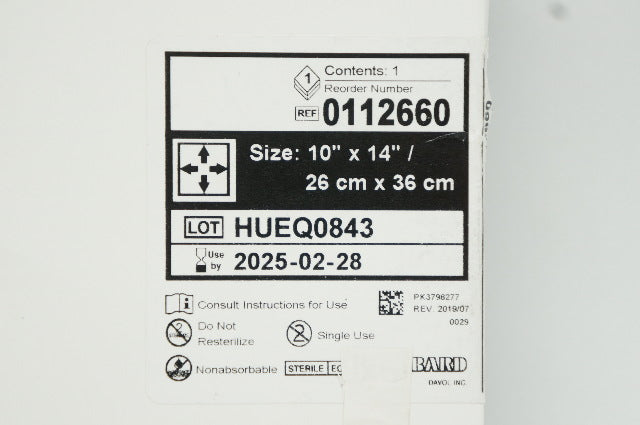 1 Contents: 1
Reorder Number
REF 0112660
Size: 10" x 14" /
26 cm x 36 cm
LOT HUEQ0843
Use by 2025-02-28
Consult Instructions for Use
PK3796277
REV. 2019/07
0029
Do Not
Resterilize
2 Single Use
Nonabsorbable STERILE
BARD
DAVOL INC.